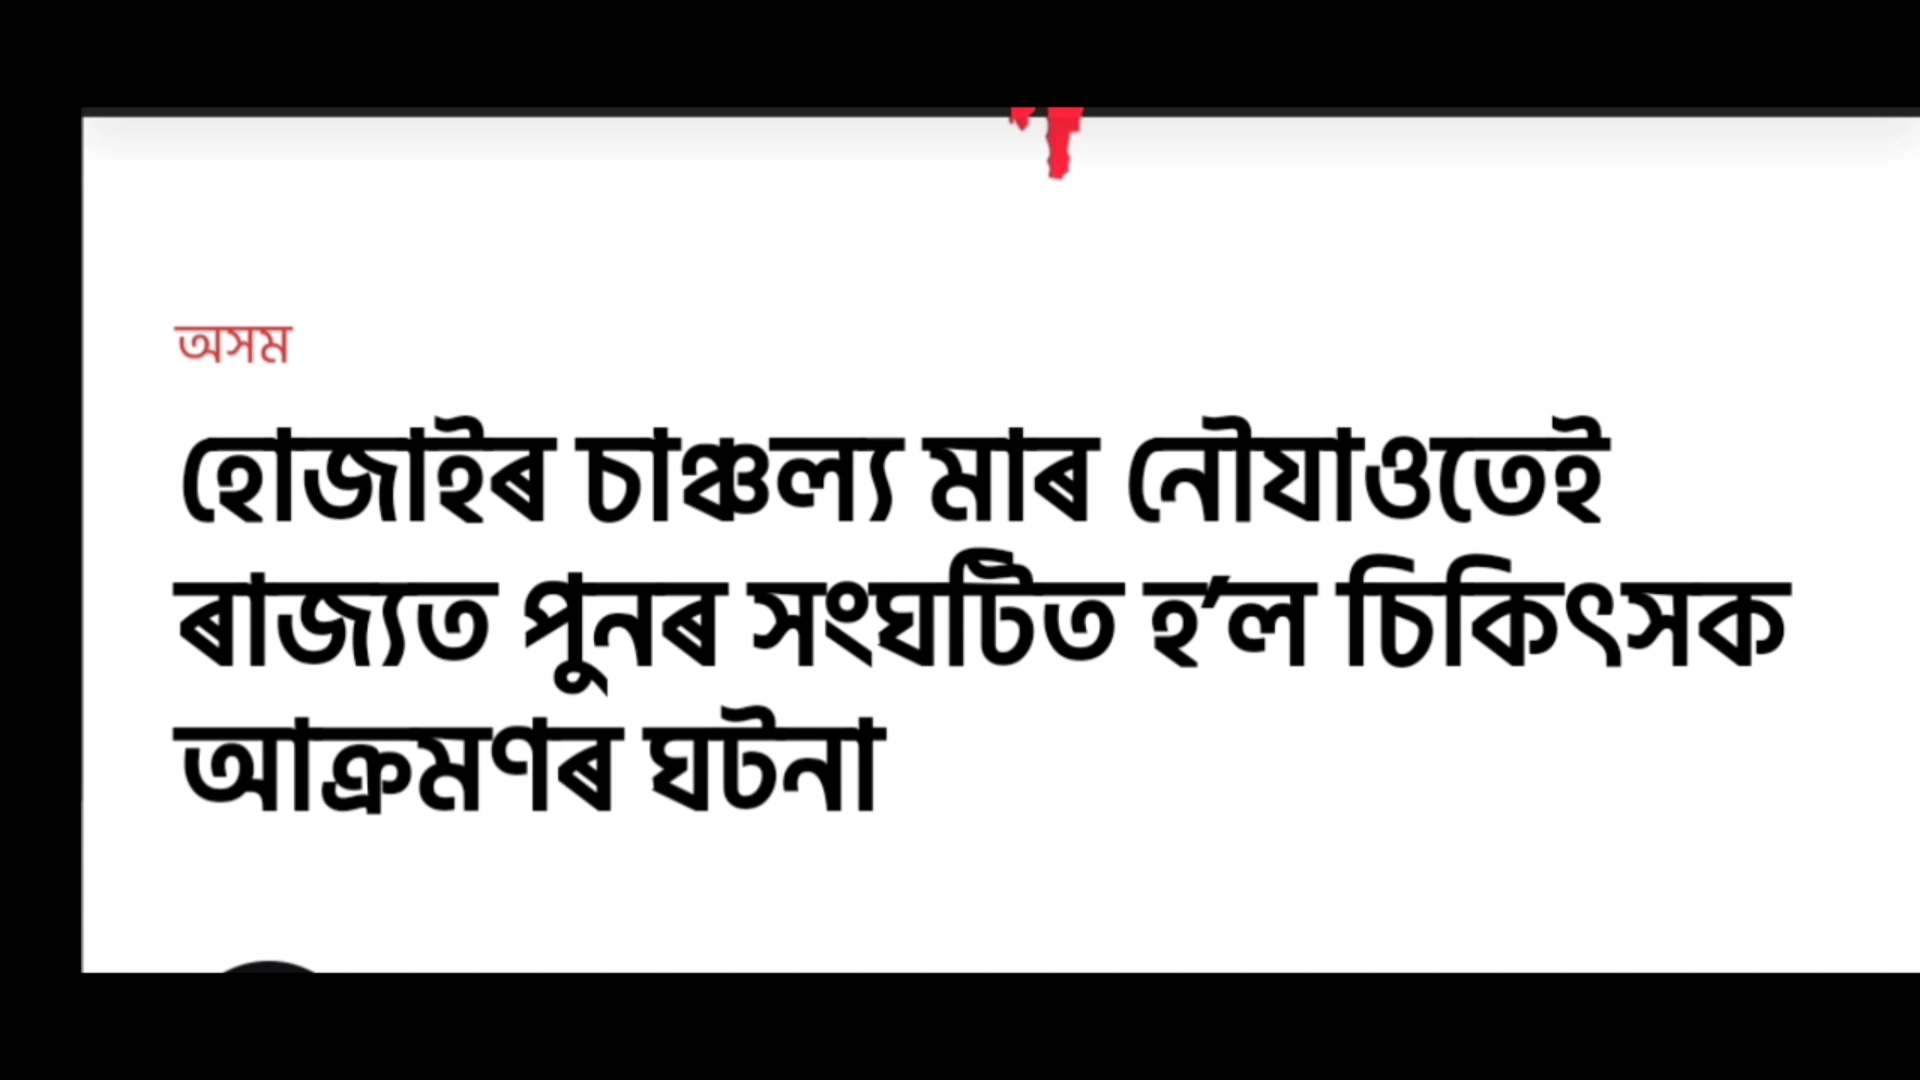 অসম
হোজাইৰ চাঞ্চল্য মাৰ নৌযাওতেই
ৰাজ্যত পুনৰ সংঘটিত হ’ল চিকিৎসক
আক্ৰমণৰ ঘটনা